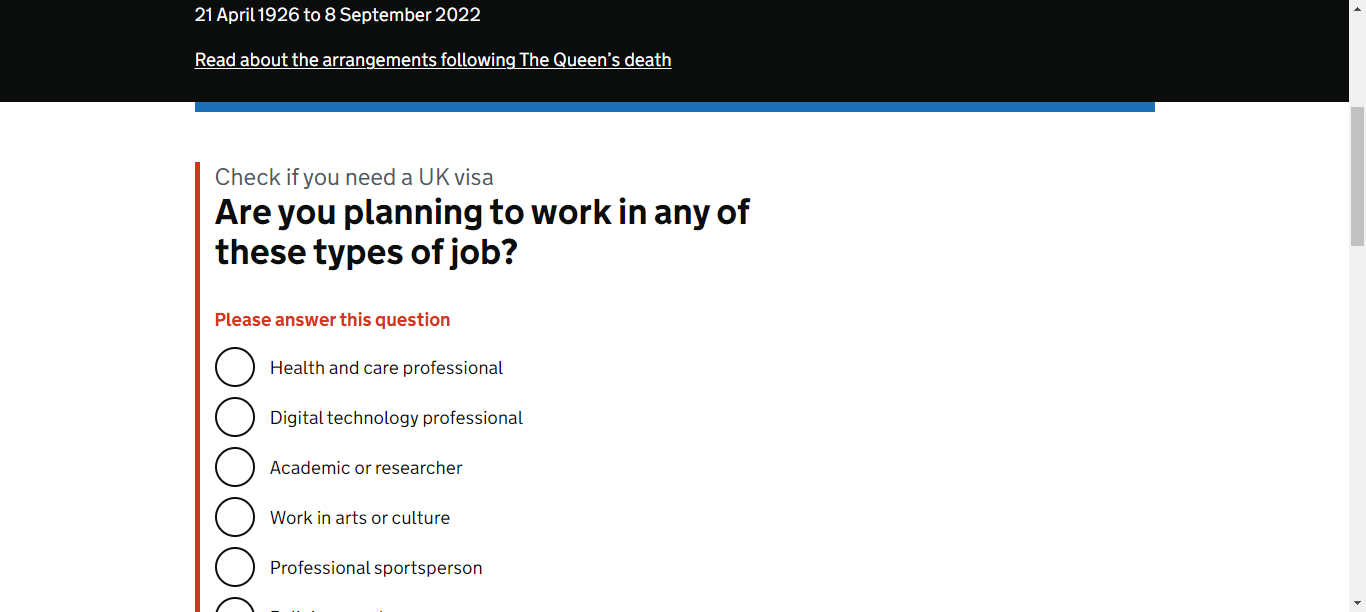 21 April 1926 to 8 September 2022
Read about the arrangements following The Queen’s death
Check if you need a UK visa
Are you planning to work in any of
these types of job?
Please answer this question
Health and care professional
Digital technology professional
Academic or researcher
Work in arts or culture
Professional sportsperson